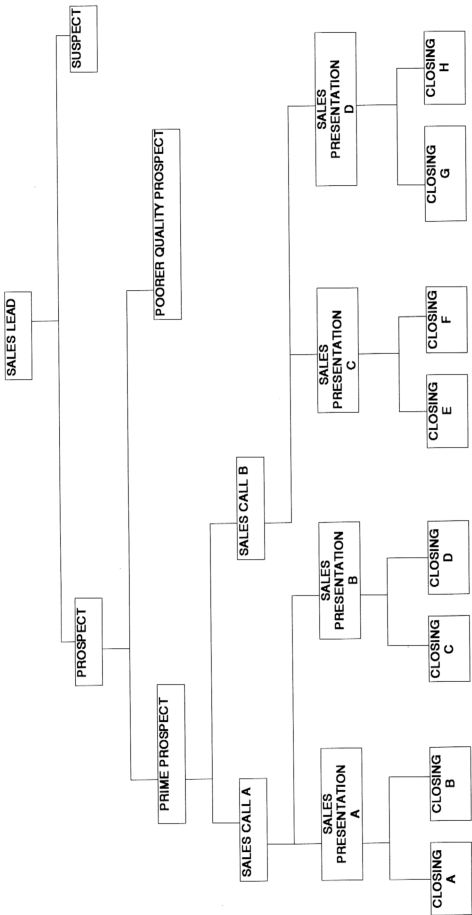 SALES LEAD
PROSPECT
SUSPECT
PRIME PROSPECT
POORER QUALITY PROSPECT
SALES CALL A
SALES CALL B
SALES
PRESENTATION
A
SALES
PRESENTATION
B
SALES
PRESENTATION
C
SALES
PRESENTATION
D
CLOSING
A
CLOSING
B
CLOSING
C
CLOSING
D
CLOSING
E
CLOSING
F
CLOSING
G
CLOSING
H